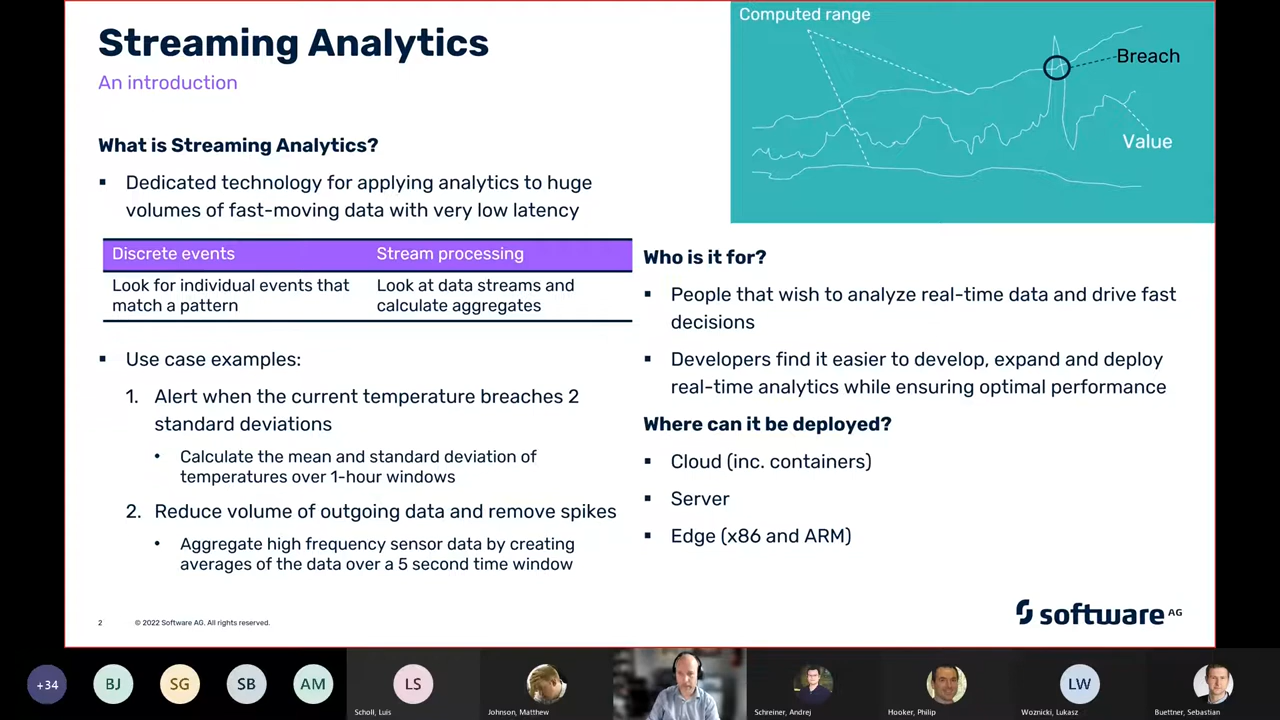 Streaming Analytics
An introduction
What is Streaming Analytics?
Dedicated technology for applying analytics to huge
volumes of fast-moving data with very low latency
Discrete events
Stream processing
Look for individual events that
match a pattern
Look at data streams and
calculate aggregates
Use case examples:
1. Alert when the current temperature breaches 2
standard deviations
Calculate the mean and standard deviation of
temperatures over 1-hour windows
2. Reduce volume of outgoing data and remove spikes
Aggregate high frequency sensor data by creating
averages of the data over a 5 second time window
Computed range
Breach
Value
Who is it for?
People that wish to analyze real-time data and drive fast
decisions
Developers find it easier to develop, expand and deploy
real-time analytics while ensuring optimal performance
Where can it be deployed?
Cloud (inc. containers)
Server
Edge (x86 and ARM)
2
© 2022 Software AG. All rights reserved.
software AG
+34
BJ
SG
SB
AM
LS
Scholl, Luis
Johnson, Matthew
Schreiner, Andrej
Hooker, Philip
LW
Woznicki, Lukasz
Buettner, Sebastian